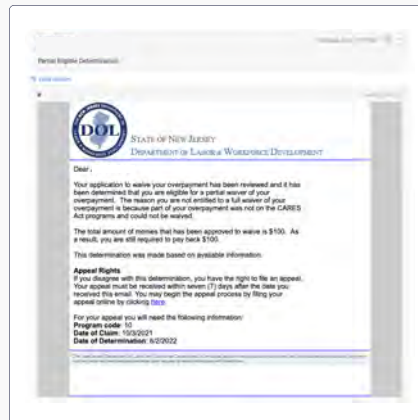 Partial Eligible Determination
DOL
STATE OF NEW JERSEY
DEPARTMENT OF LABOR & WORKFORCE DEVELOPMENT
Dear ,
Your application to waive your overpayment has been reviewed and it has
been determined that you are eligible for a partial waiver of your
overpayment. The reason you are not entitled to a full waiver of your
overpayment is because part of your overpayment was not on the CARES
Act programs and could not be waived.
The total amount of monies that has been approved to waive is $100. As
a result, you are still required to pay back $100.
This determination was made based on available information.
Appeal Rights
If you disagree with this determination, you have the right to file an appeal.
Your appeal must be received within seven (7) days after the date you
received this email. You may begin the appeal process by filing your
appeal online by clicking here.
For your appeal you will need the following information:
Program code: 10
Date of Claim: 10/3/2021
Date of Determination: 6/2/2022